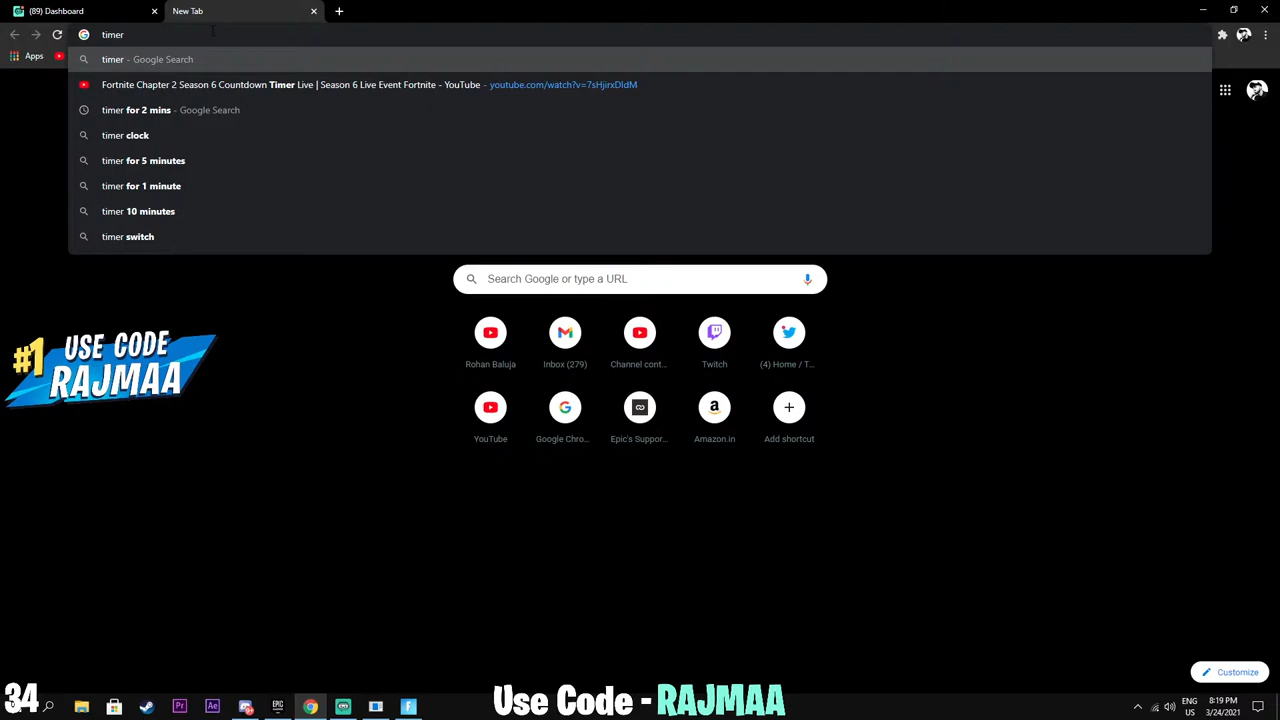 (89) Dashboard
New Tab
timer
Apps
timer - Google Search
Fortnite Chapter 2 Season 6 Countdown Timer Live | Season 6 Live Event Fortnite - YouTube - youtube.com/watch?v=7sHjirxDIdM
timer for 2 mins - Google Search
timer clock
timer for 5 minutes
timer for 1 minute
timer 10 minutes
timer switch
Search Google or type a URL
Rohan Baluja
Inbox (279)
Channel cont...
Twitch
(4) Home / T...
#1 USE CODE
RAJMAA
YouTube
Google Chro...
Epic's Suppor...
Amazon.in
Add shortcut
Customize
34
Use Code - RAJMAA
Pr
Ae
EPIC
ENG
US
8:19 PM
3/24/2021